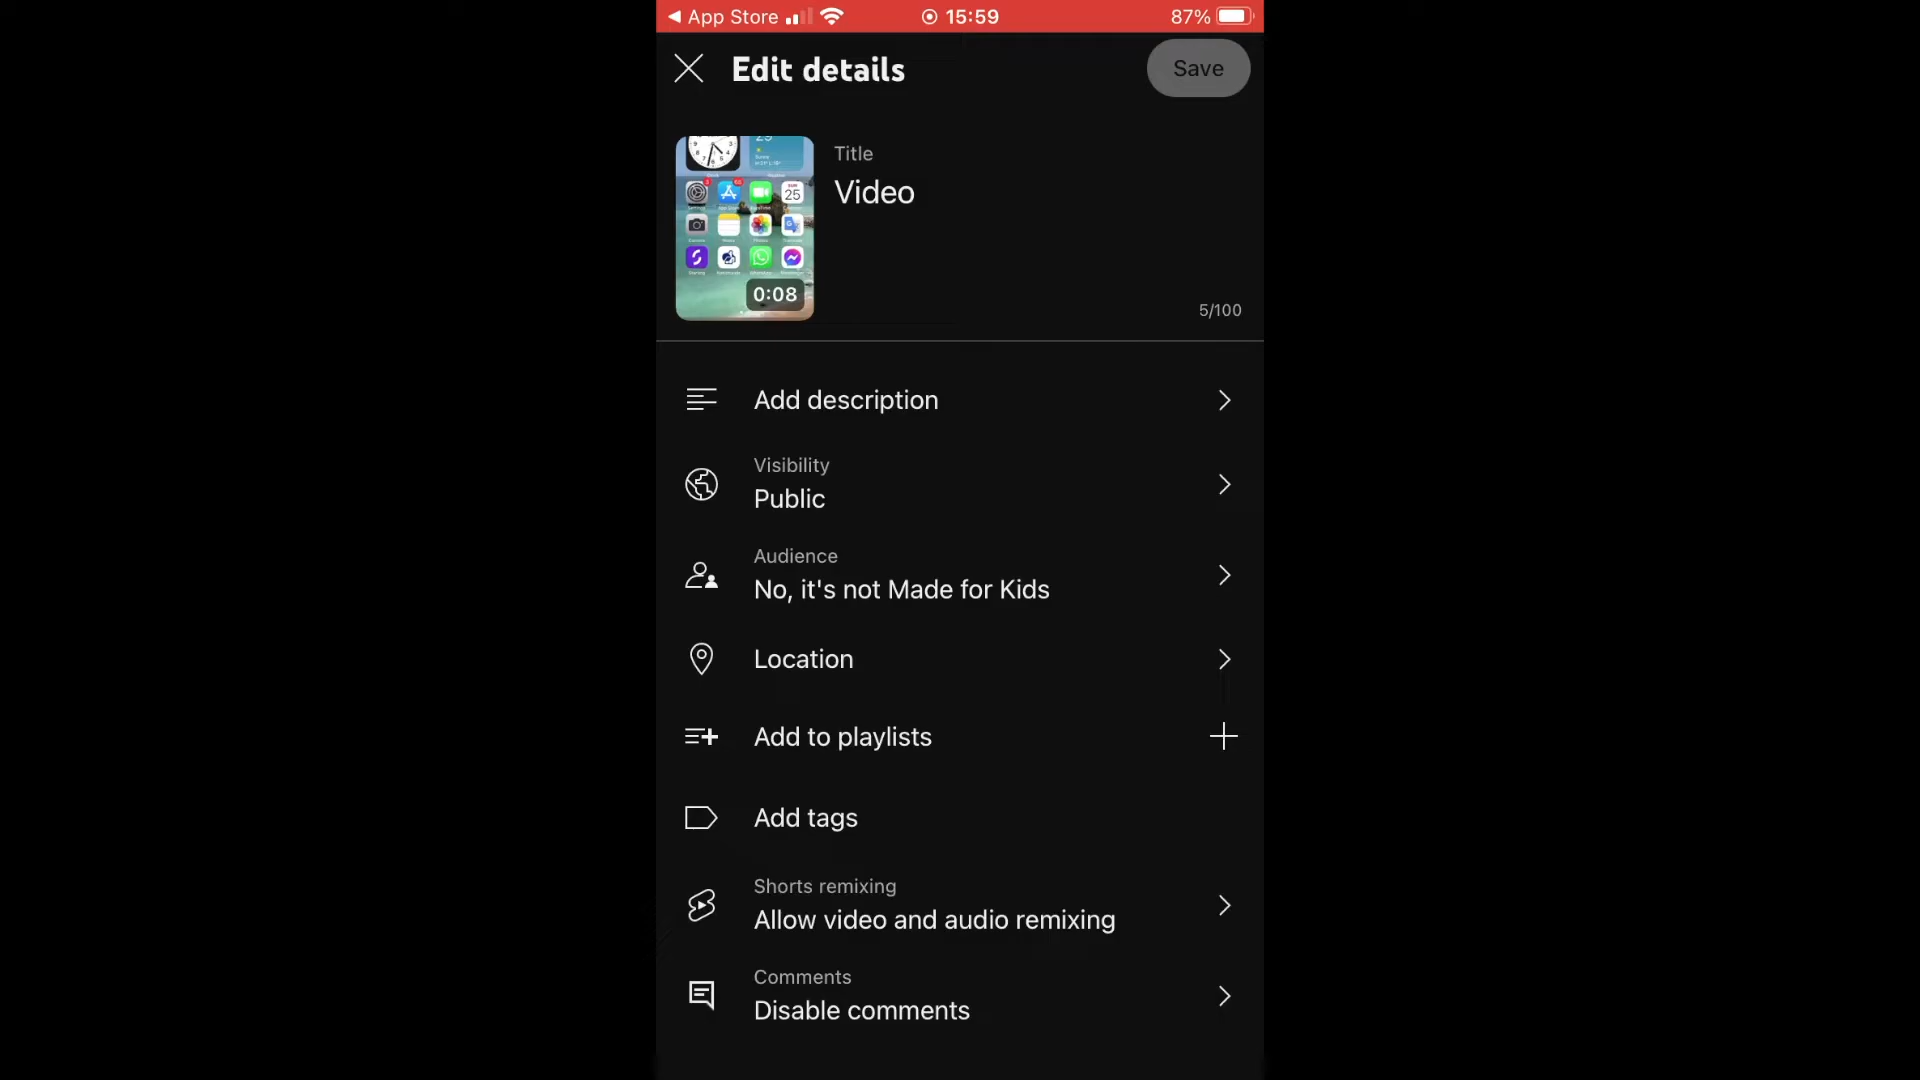 ◀ App Store 15:59 87%
Edit details
Save
Title
Video
0:08
5/100
Add description
Visibility
Public
Audience
No, it's not Made for Kids
Location
Add to playlists
Add tags
Shorts remixing
Allow video and audio remixing
Comments
Disable comments